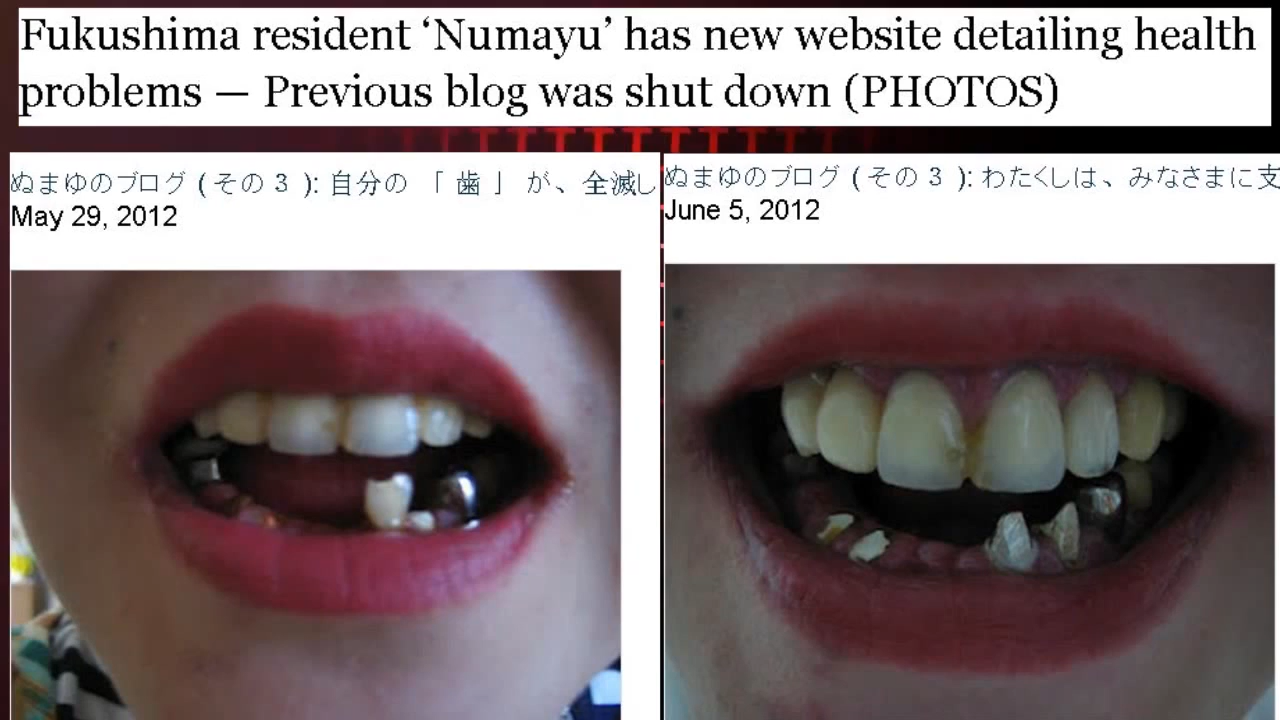 Fukushima resident ‘Numayu’ has new website detailing health
problems — Previous blog was shut down (PHOTOS)
ぬまゆのブログ (その3 ): 自分の 「 歯 」 が、全滅し
May 29, 2012
ぬまゆのブログ (その3 ): わたくしは、みなさまに支
June 5, 2012